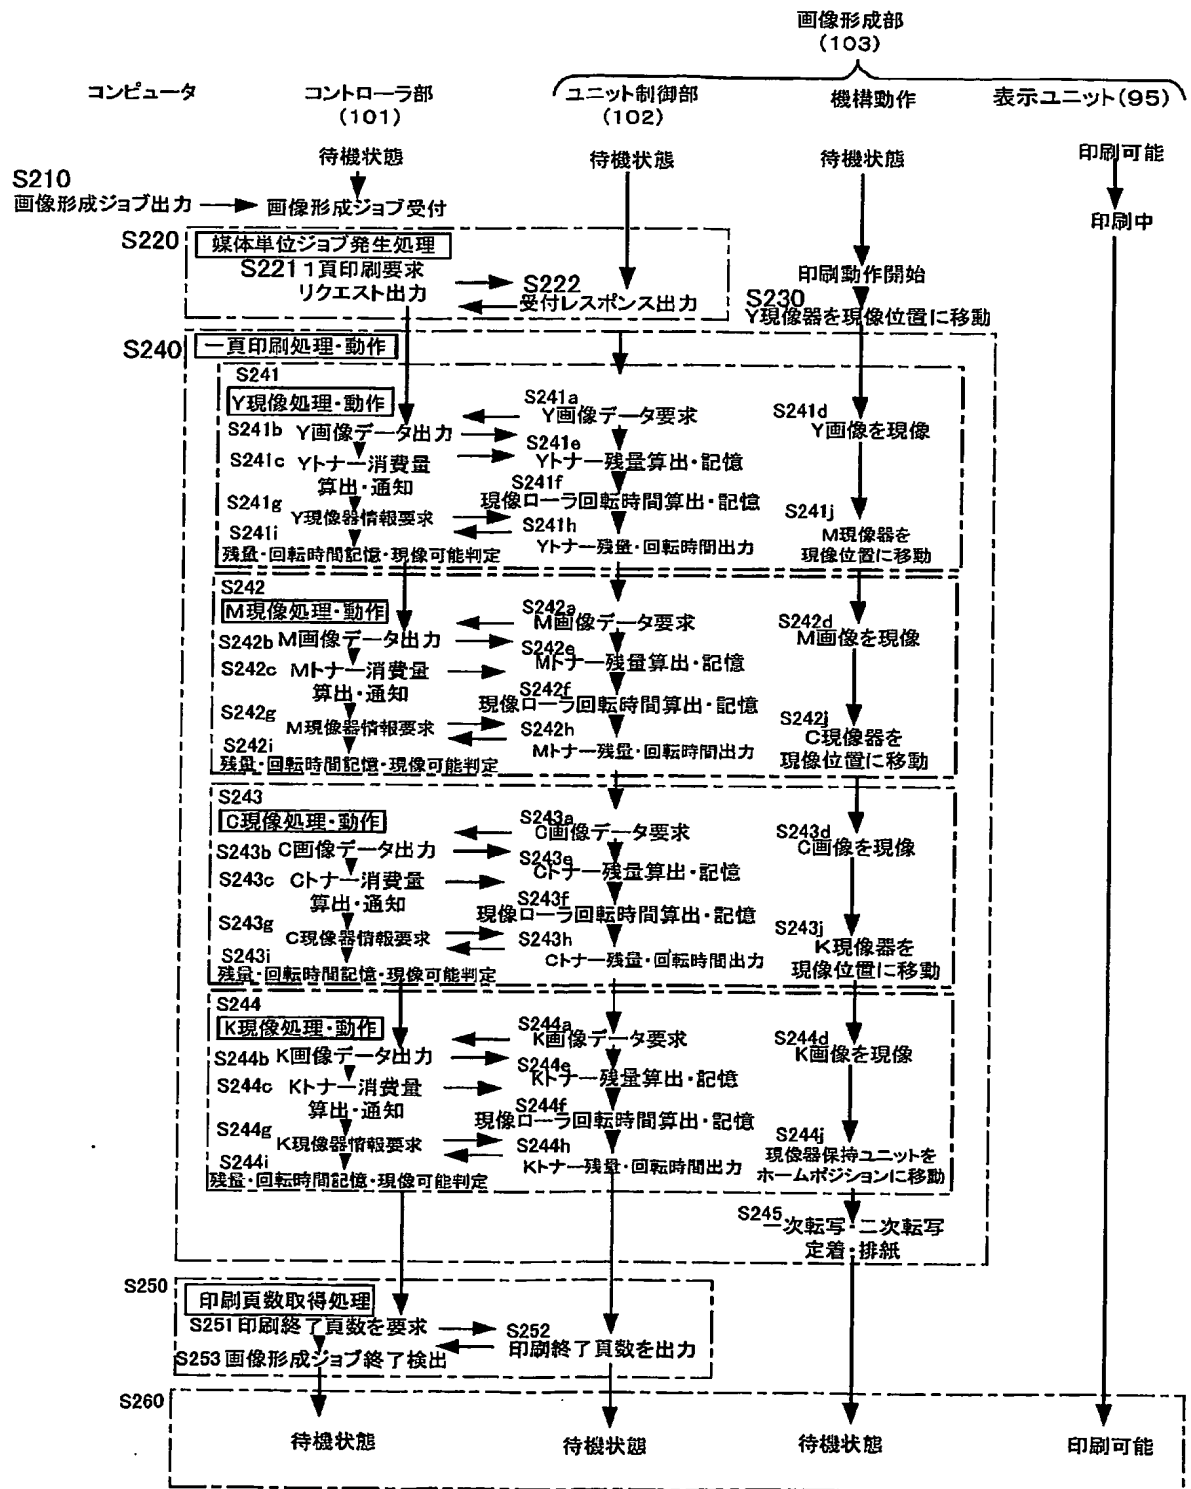 画像形成部
(103)
コンピュータ
コントローラ部
(101)
ユニット制御部
(102)
機構動作
表示ユニット(95)
待機状態
待機状態
待機状態
印刷可能
S210
画像形成ジョブ出力
画像形成ジョブ受付
印刷中
S220
媒体単位ジョブ発生処理
S221 1頁印刷要求
リクエスト出力
S222
受付レスポンス出力
印刷動作開始
S230
Y現像器を現像位置に移動
S240
一頁印刷処理・動作
S241
Y現像処理・動作
S241a
Y画像データ要求
S241b
Y画像データ出力
S241c
Yトナー消費量
算出・通知
S241d
Y画像を現像
S241e
Yトナー残量算出・記憶
S241f
現像ローラ回転時間算出・記憶
S241g
Y現像器情報要求
S241h
Yトナー残量・回転時間出力
S241i
残量・回転時間記憶・現像可能判定
S241j
M現像器を
現像位置に移動
S242
M現像処理・動作
S242a
M画像データ要求
S242b
M画像データ出力
S242c
Mトナー消費量
算出・通知
S242d
M画像を現像
S242e
Mトナー残量算出・記憶
S242f
現像ローラ回転時間算出・記憶
S242g
M現像器情報要求
S242h
Mトナー残量・回転時間出力
S242i
残量・回転時間記憶・現像可能判定
S242j
C現像器を
現像位置に移動
S243
C現像処理・動作
S243a
C画像データ要求
S243b
C画像データ出力
S243c
Cトナー消費量
算出・通知
S243d
C画像を現像
S243e
Cトナー残量算出・記憶
S243f
現像ローラ回転時間算出・記憶
S243g
C現像器情報要求
S243h
Cトナー残量・回転時間出力
S243i
残量・回転時間記憶・現像可能判定
S243j
K現像器を
現像位置に移動
S244
K現像処理・動作
S244a
K画像データ要求
S244b
K画像データ出力
S244c
Kトナー消費量
算出・通知
S244d
K画像を現像
S244e
Kトナー残量算出・記憶
S244f
現像ローラ回転時間算出・記憶
S244g
K現像器情報要求
S244h
Kトナー残量・回転時間出力
S244i
残量・回転時間記憶・現像可能判定
S244j
現像器保持ユニットを
ホームポジションに移動
S245
一次転写・二次転写
定着・排紙
S250
印刷頁数取得処理
S251 印刷終了頁数を要求
S252
印刷終了頁数を出力
S253 画像形成ジョブ終了検出
S260
待機状態
待機状態
待機状態
印刷可能